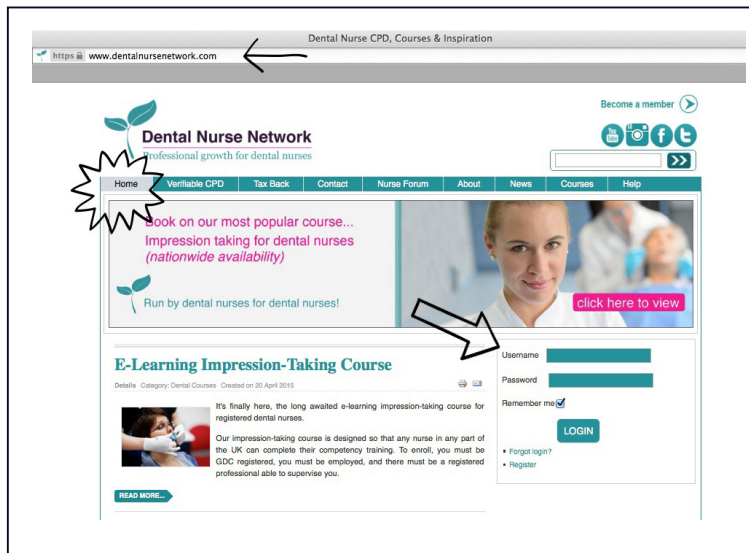 Dental Nurse CPD, Courses & Inspiration
https www.dentalnursenetwork.com
Become a member
Dental Nurse Network
Professional growth for dental nurses
You Tube
Home Verifiable CPD Tax Back Contact Nurse Forum About News Courses Help
Book on our most popular course...
Impression taking for dental nurses
(nationwide availability)
Run by dental nurses for dental nurses!
click here to view
E-Learning Impression-Taking Course
Details Category: Dental Courses Created on 20 April 2015
It's finally here, the long awaited e-learning impression-taking course for
registered dental nurses.
Our impression-taking course is designed so that any nurse in any part of
the UK can complete their competency training. To enroll, you must be
GDC registered, you must be employed, and there must be a registered
professional able to supervise you.
READ MORE...
Username
Password
Remember me
LOGIN
Forgot login?
Register